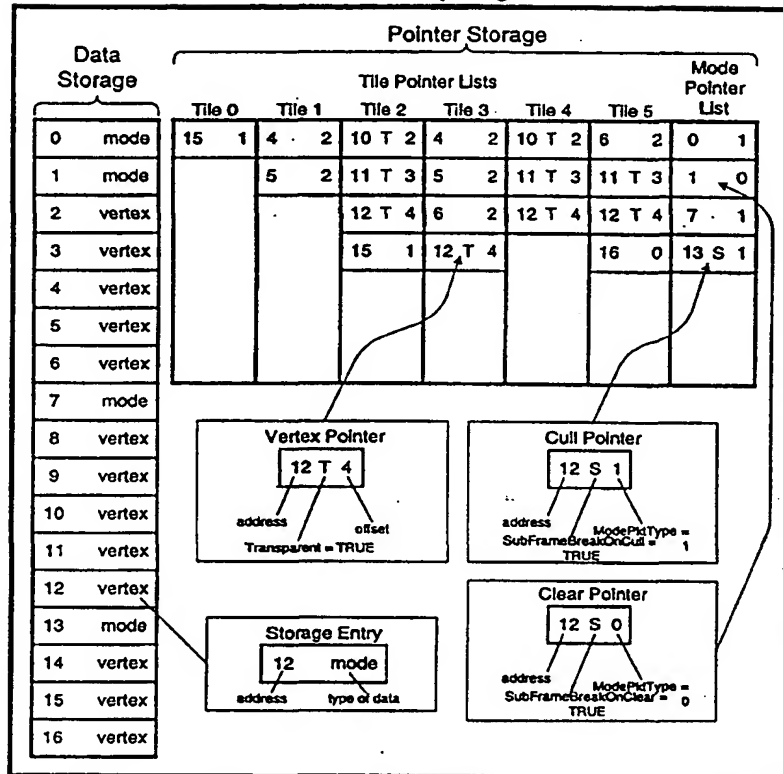 Pointer Storage
Data
Storage
Tile Pointer Lists
Mode
Pointer
List
Tile 0 Tile 1 Tile 2 Tile 3 Tile 4 Tile 5
0 mode 15 1 4 2 10 T 2 4 2 10 T 2 6 2 0 1
1 mode 5 2 11 T 3 5 2 11 T 3 11 T 3 1 0
2 vertex 12 T 4 6 2 12 T 4 12 T 4 7 1
3 vertex 15 1 12 T 4 16 0 13 S 1
4 vertex
5 vertex
6 vertex
7 mode
8 vertex
9 vertex
10 vertex
11 vertex
12 vertex
13 mode
14 vertex
15 vertex
16 vertex
Vertex Pointer
12 T 4
address offset
Transparent = TRUE
Cull Pointer
12 S 1
address ModePktType =
SubFrameBreakOnCull = 1
TRUE
Storage Entry
12 mode
address type of data
Clear Pointer
12 S 0
address ModePktType =
SubFrameBreakOnClear = 0
TRUE